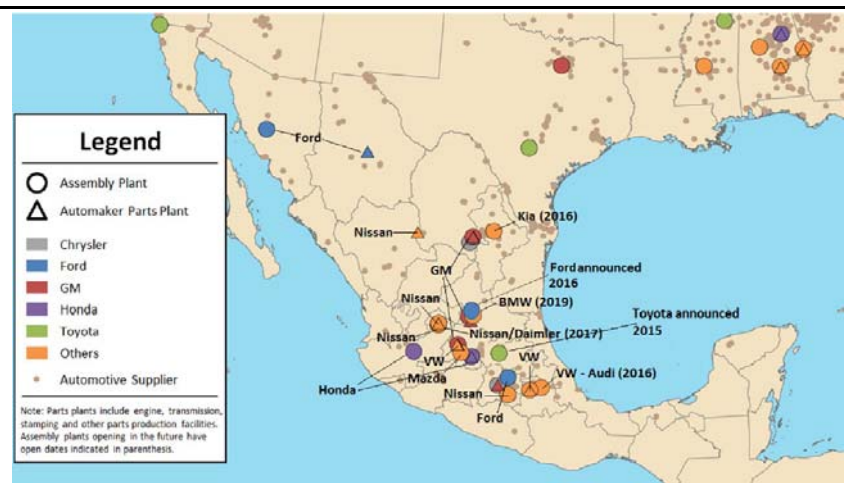 Legend
Assembly Plant
Automaker Parts Plant
Chrysler
Ford
GM
Honda
Toyota
Others
Automotive Supplier
Note: Parts plants include engine, transmission,
stamping and other parts production facilities.
Assembly plants opening in the future have
open dates indicated in parenthesis.
Ford
Nissan
Kia (2016)
GM
Ford announced
2016
Nissan
BMW (2019)
Toyota announced
2015
Nissan
Nissan/Daimler (2017)
VW
VW
Honda
Mazda
VW - Audi (2016)
Nissan
Ford